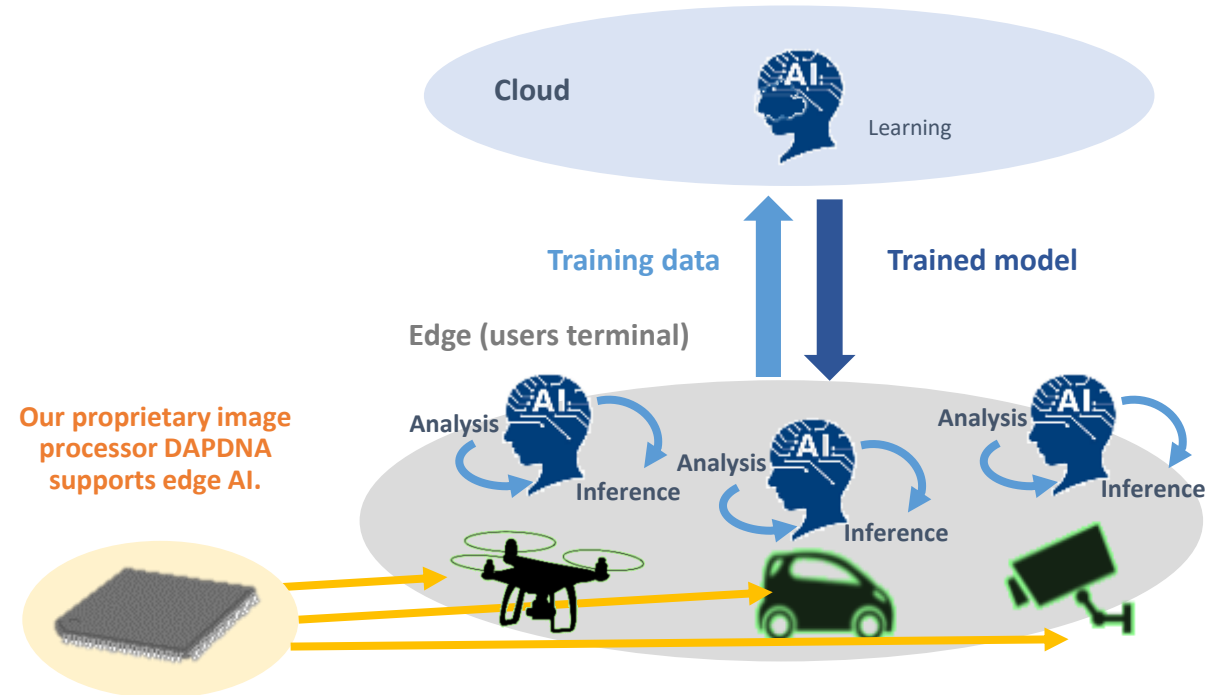 Cloud
AI
Learning
Training data
Trained model
Edge (users terminal)
Our proprietary image
processor DAPDNA
supports edge AI.
AI
Analysis
Inference
AI
Analysis
Inference
AI
Analysis
Inference